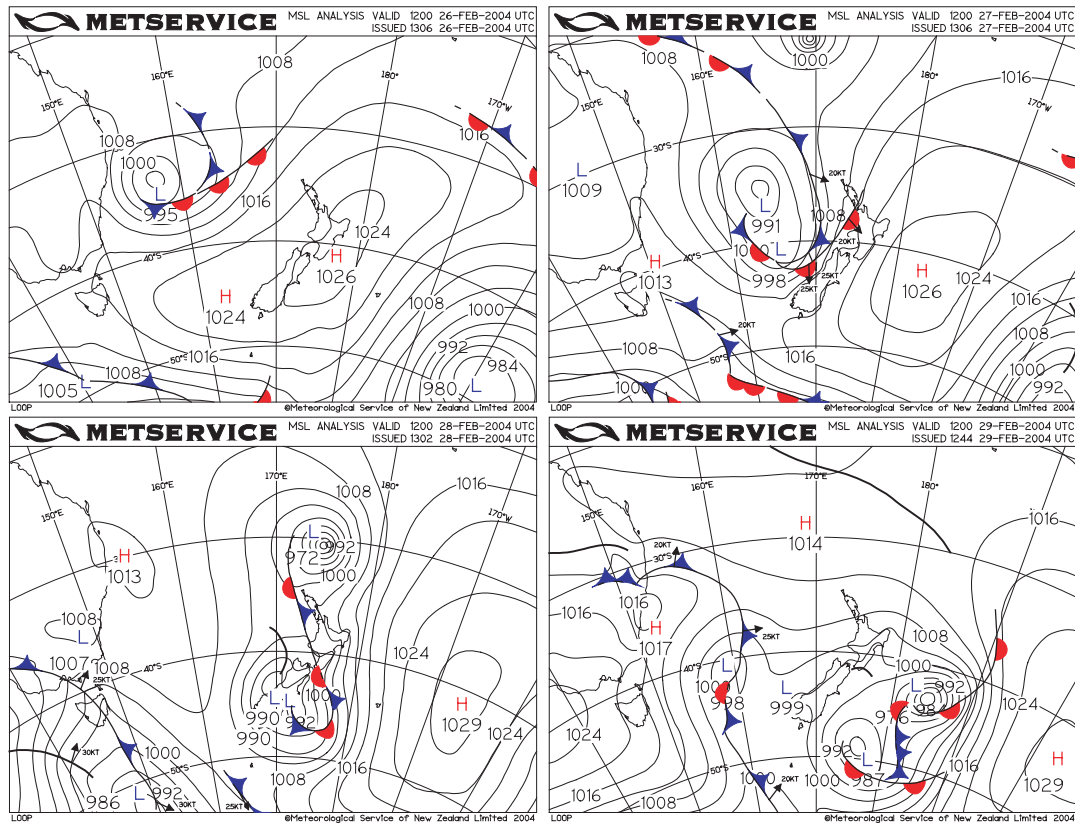 METSERVICE
MSL ANALYSIS VALID 1200 26-FEB-2004 UTC
ISSUED 1306 26-FEB-2004 UTC
1008
160°E
180°
150°E
170°W
1008
1016
1000
L
995
1016
1024
40°S
H
1026
H
1024
1008
1000
50°S
1016
992
984
1008
L
1005
980
L
LOOP
©Meteorological Service of New Zealand Limited 2004
METSERVICE
MSL ANALYSIS VALID 1200 27-FEB-2004 UTC
ISSUED 1306 27-FEB-2004 UTC
1008
1000
160°E
180°
1016
150°E
30°S
L
1009
20KT
L
991
1008
20KT
L
998
40°S
H
1013
H
1026
1024
25KT
25KT
1016
20KT
1008
50°S
1016
1000
992
LOOP
©Meteorological Service of New Zealand Limited 2004
METSERVICE
MSL ANALYSIS VALID 1200 28-FEB-2004 UTC
ISSUED 1302 28-FEB-2004 UTC
170°E
1008
180°
160°E
1016
150°E
170°W
L
992
972
H
1013
1000
1008
L
1007
1008
40°S
25KT
1024
L
L
990
992
990
H
1029
1024
30KT
1000
50°S
1008
1016
986
L
992
30KT
25KT
LOOP
©Meteorological Service of New Zealand Limited 2004
METSERVICE
MSL ANALYSIS VALID 1200 29-FEB-2004 UTC
ISSUED 1244 29-FEB-2004 UTC
160°E
170°E
180°
150°E
H
1014
1016
20KT
30°S
1016
1016
H
1017
25KT
1008
40°S
L
998
L
999
1000
L
992
976
1024
1024
992
L
987
1016
H
1029
50°S
1016
1008
1000
20KT
1000
1008
LOOP
©Meteorological Service of New Zealand Limited 2004